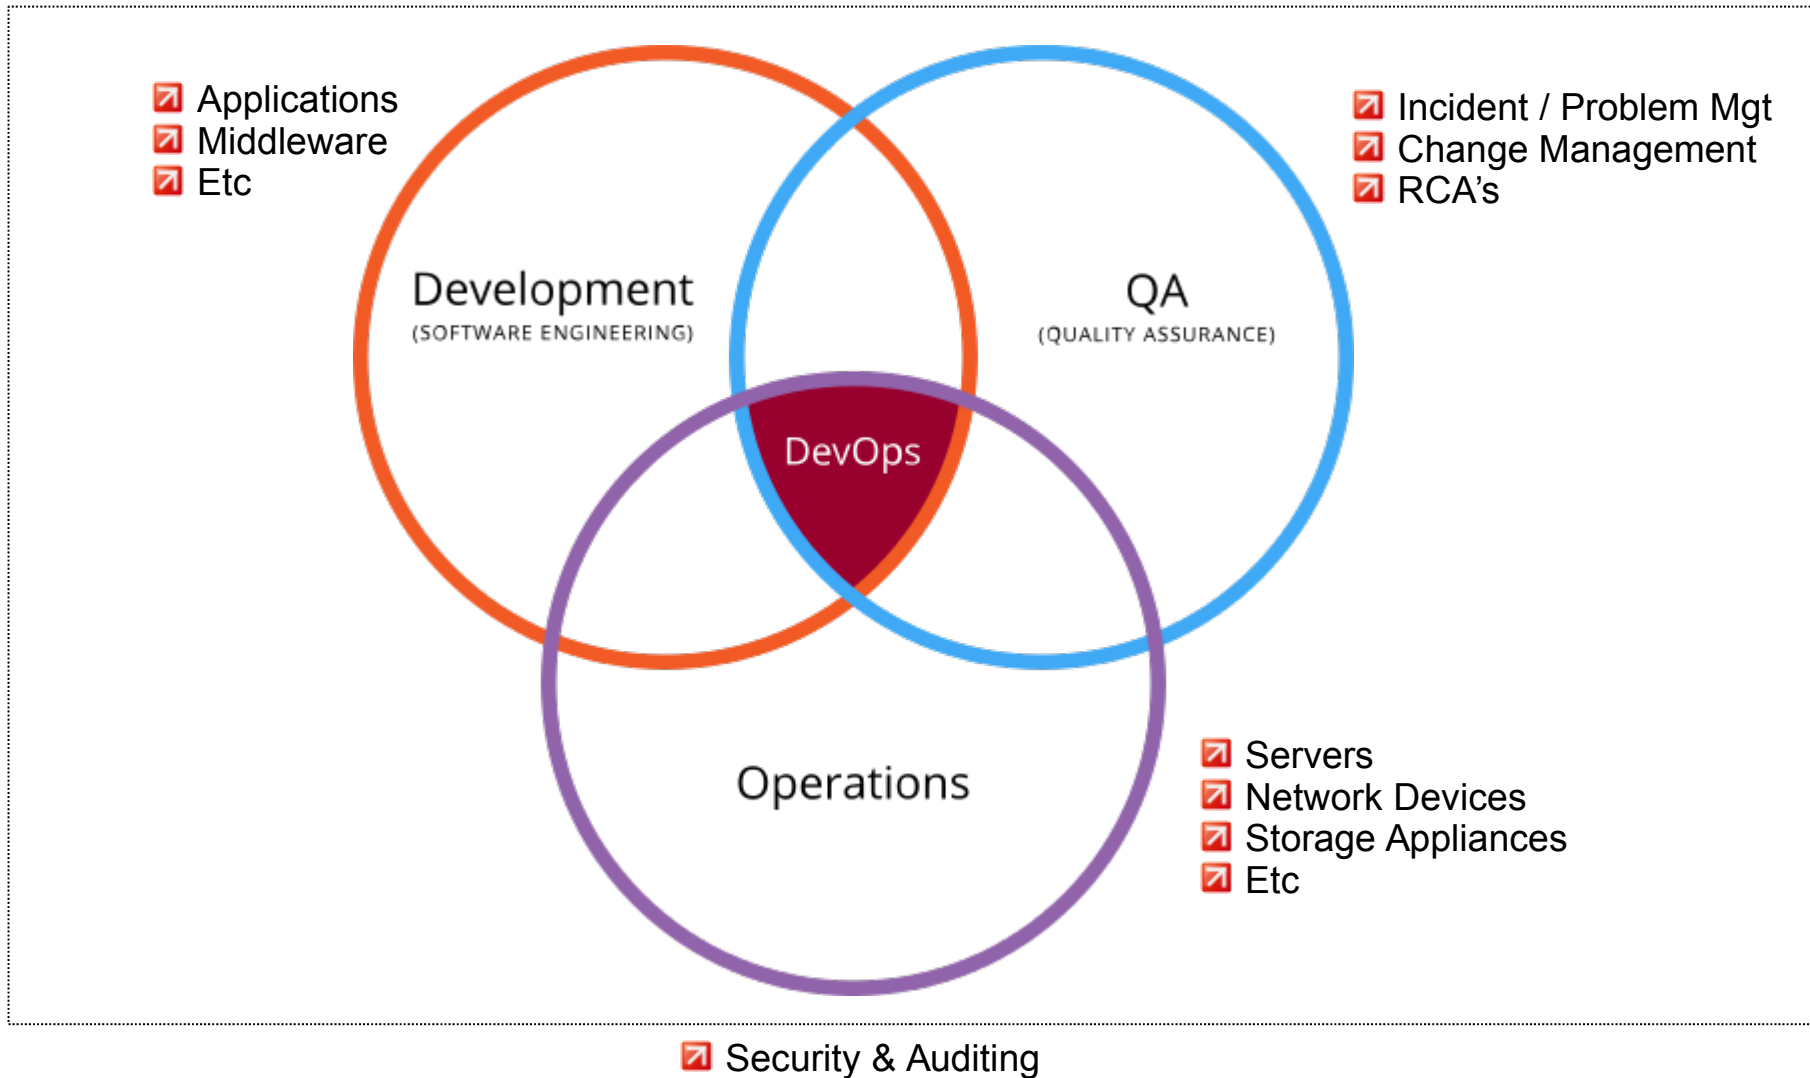 Applications
Middleware
Etc
Incident / Problem Mgt
Change Management
RCA’s
Development
(SOFTWARE ENGINEERING)
QA
(QUALITY ASSURANCE)
DevOps
Operations
Servers
Network Devices
Storage Appliances
Etc
Security & Auditing